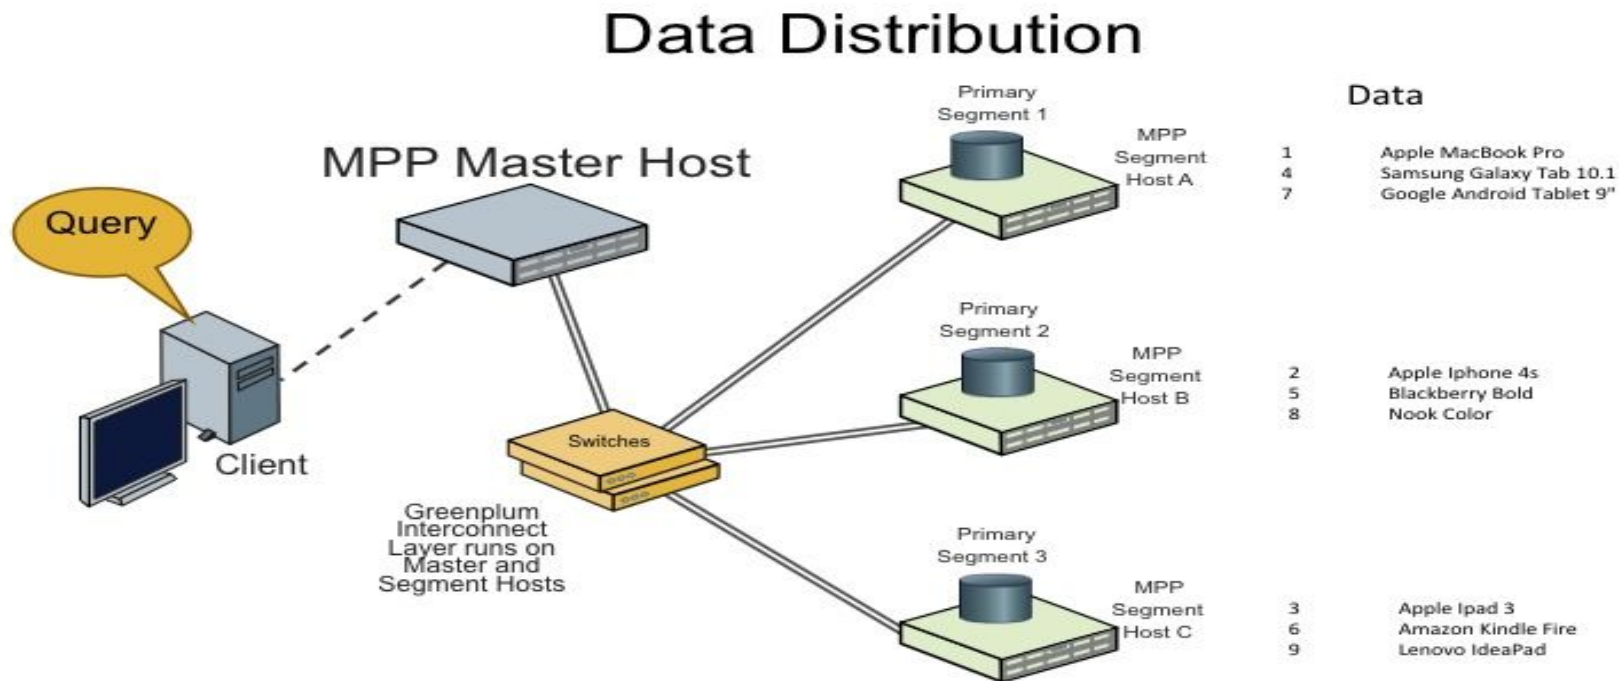 Data Distribution
Data
Primary
Segment 1
MPP
Segment
Host A
1 Apple MacBook Pro
4 Samsung Galaxy Tab 10.1
7 Google Android Tablet 9"
MPP Master Host
Query
Client
Switches
Greenplum
Interconnect
Layer runs on
Master and
Segment Hosts
Primary
Segment 2
MPP
Segment
Host B
2 Apple Iphone 4s
5 Blackberry Bold
8 Nook Color
Primary
Segment 3
MPP
Segment
Host C
3 Apple Ipad 3
6 Amazon Kindle Fire
9 Lenovo IdeaPad